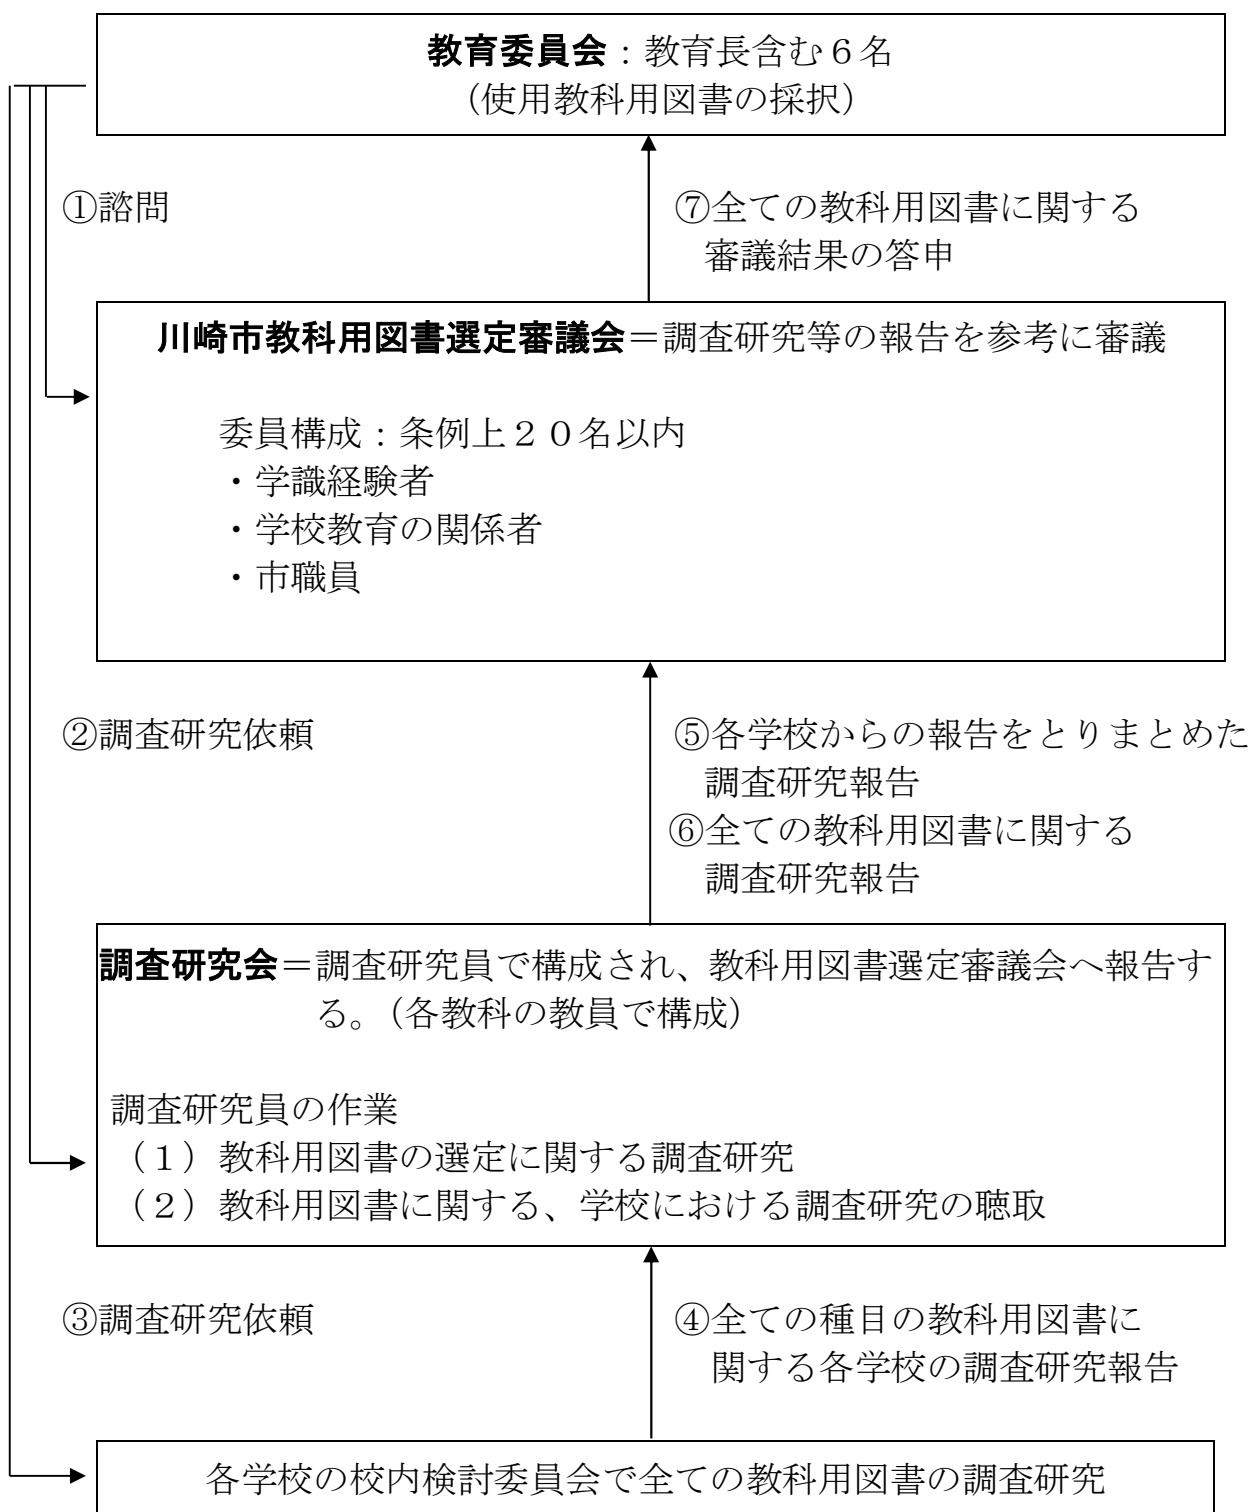 教育委員会：教育長含む６名
（使用教科用図書の採択）
①諮問
⑦全ての教科用図書に関する
審議結果の答申
川崎市教科用図書選定審議会＝調査研究等の報告を参考に審議
委員構成：条例上２０名以内
・学識経験者
・学校教育の関係者
・市職員
②調査研究依頼
⑤各学校からの報告をとりまとめた
調査研究報告
⑥全ての教科用図書に関する
調査研究報告
調査研究会＝調査研究員で構成され、教科用図書選定審議会へ報告す
る。（各教科の教員で構成）
調査研究員の作業
（１）教科用図書の選定に関する調査研究
（２）教科用図書に関する、学校における調査研究の聴取
③調査研究依頼
④全ての種目の教科用図書に
関する各学校の調査研究報告
各学校の校内検討委員会で全ての教科用図書の調査研究